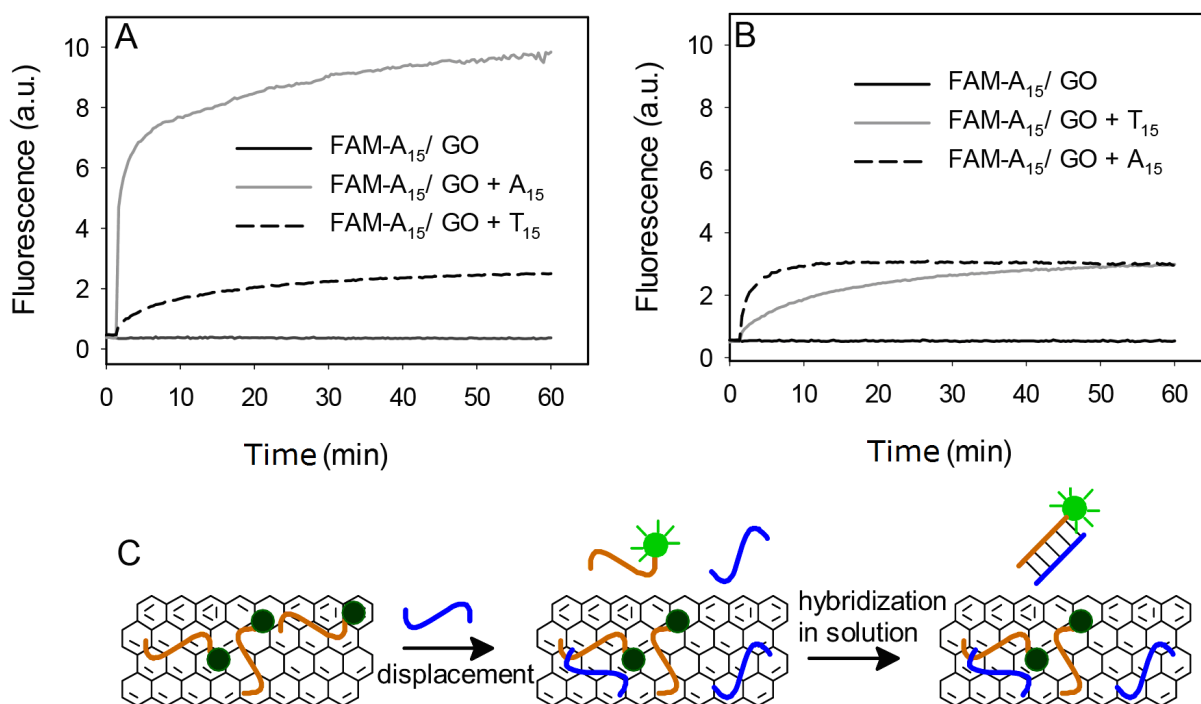 A
Fluorescence (a.u.)
10
8
6
4
2
0
FAM-A₁₅/ GO
FAM-A₁₅/ GO + A₁₅
FAM-A₁₅/ GO + T₁₅
0 10 20 30 40 50 60
Time (min)
B
Fluorescence (a.u.)
10
8
6
4
2
0
FAM-A₁₅/ GO
FAM-A₁₅/ GO + T₁₅
FAM-A₁₅/ GO + A₁₅
0 10 20 30 40 50 60
Time (min)
C
displacement
hybridization
in solution